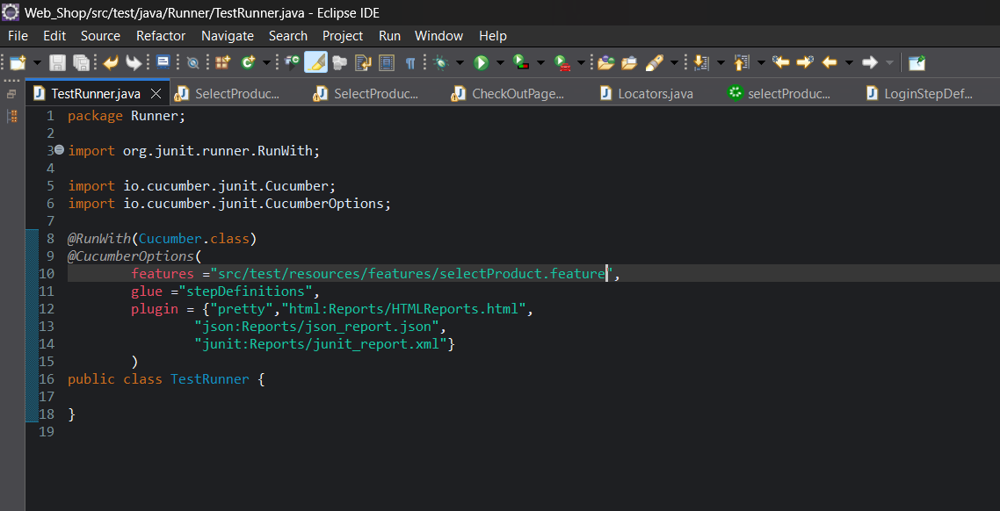 Web_Shop/src/test/java/Runner/TestRunner.java - Eclipse IDE
File Edit Source Refactor Navigate Search Project Run Window Help
TestRunner.java SelectProduc... SelectProduc... CheckOutPage... Locators.java selectProduc... LoginStepDef...
1 package Runner;
2
3 import org.junit.runner.RunWith;
4
5 import io.cucumber.junit.Cucumber;
6 import io.cucumber.junit.CucumberOptions;
7
8 @RunWith(Cucumber.class)
9 @CucumberOptions(
10 features ="src/test/resources/features/selectProduct.feature",
11 glue ="stepDefinitions",
12 plugin = {"pretty","html:Reports/HTMLReports.html",
13 "json:Reports/json_report.json",
14 "junit:Reports/junit_report.xml"}
15 )
16 public class TestRunner {
17
18 }
19